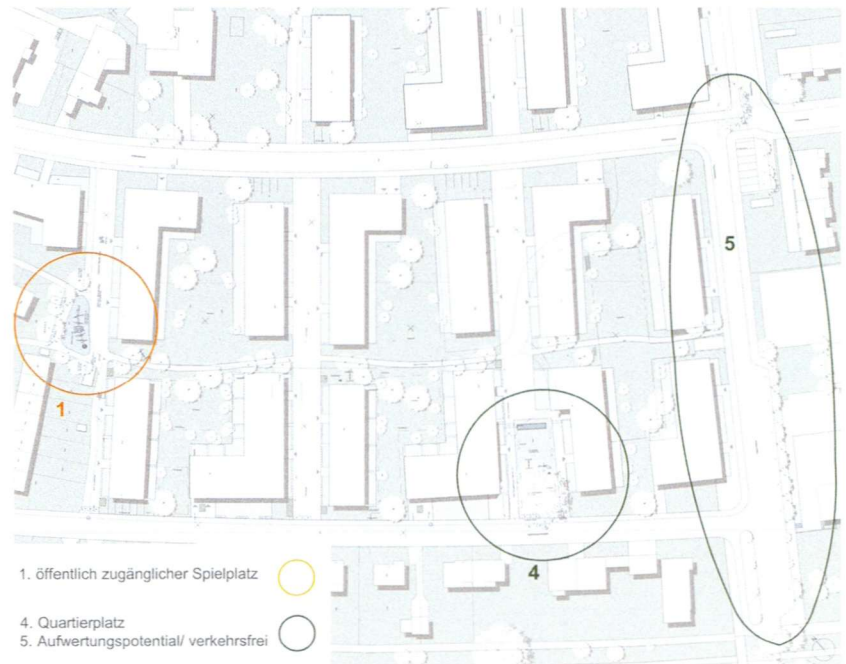 5
1
4
1. öffentlich zugänglicher Spielplatz
4. Quartierplatz
5. Aufwertungspotential/ verkehrsfrei